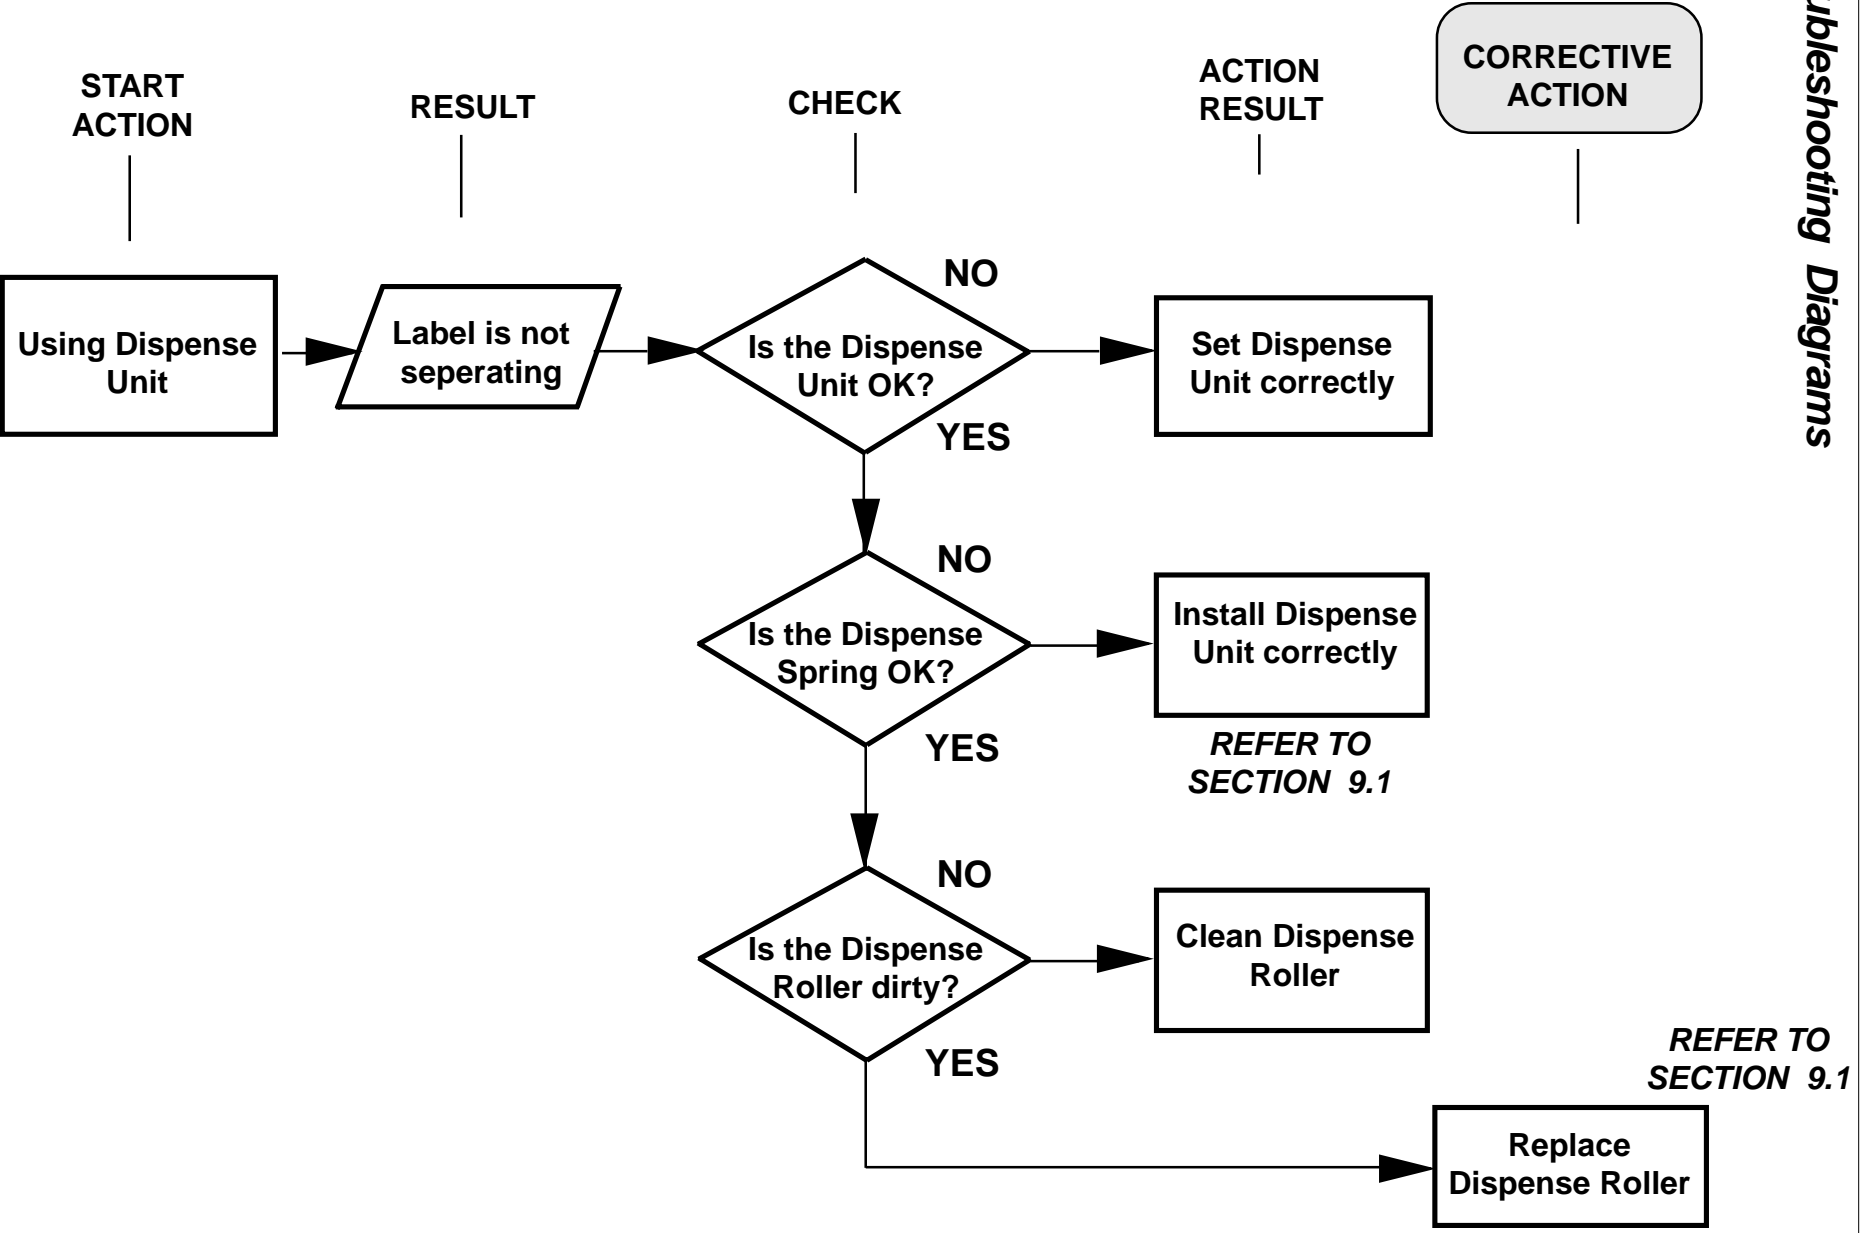 START
ACTION
RESULT
CHECK
ACTION
RESULT
CORRECTIVE
ACTION
Using Dispense
Unit
Label is not
seperating
Is the Dispense
Unit OK?
NO
YES
Set Dispense
Unit correctly
Is the Dispense
Spring OK?
NO
YES
Install Dispense
Unit correctly
REFER TO
SECTION 9.1
Is the Dispense
Roller dirty?
NO
YES
Clean Dispense
Roller
REFER TO
SECTION 9.1
Replace
Dispense Roller
Diagrams